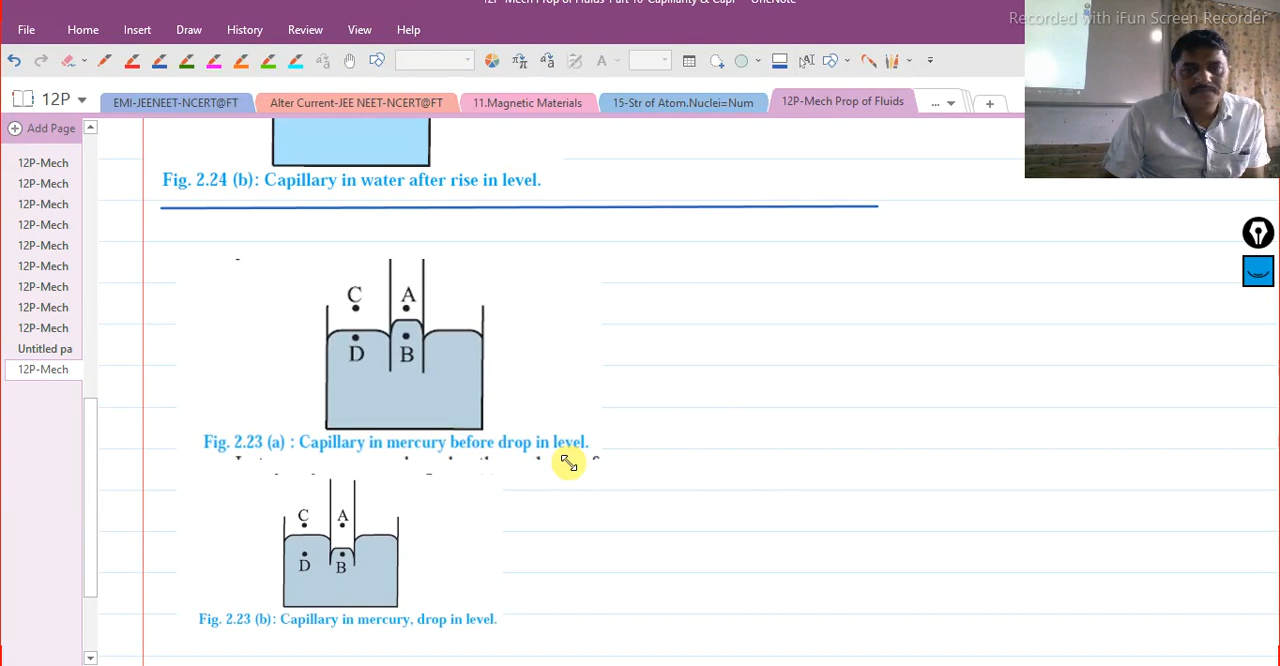 12P-Mech Prop of Fluids-Part 16-Capillarity & Capi - OneNote
Recorded with iFun Screen Recorder
File Home Insert Draw History Review View Help
12P
EMI-JEENEET-NCERT@FT
Alter Current-JEE NEET-NCERT@FT
11.Magnetic Materials
15-Str of Atom.Nuclei=Num
12P-Mech Prop of Fluids
...
Add Page
12P-Mech
12P-Mech
12P-Mech
12P-Mech
12P-Mech
12P-Mech
12P-Mech
12P-Mech
12P-Mech
Untitled pa
12P-Mech
Fig. 2.24 (b): Capillary in water after rise in level.
C A
D B
Fig. 2.23 (a) : Capillary in mercury before drop in level.
C A
D B
Fig. 2.23 (b): Capillary in mercury, drop in level.